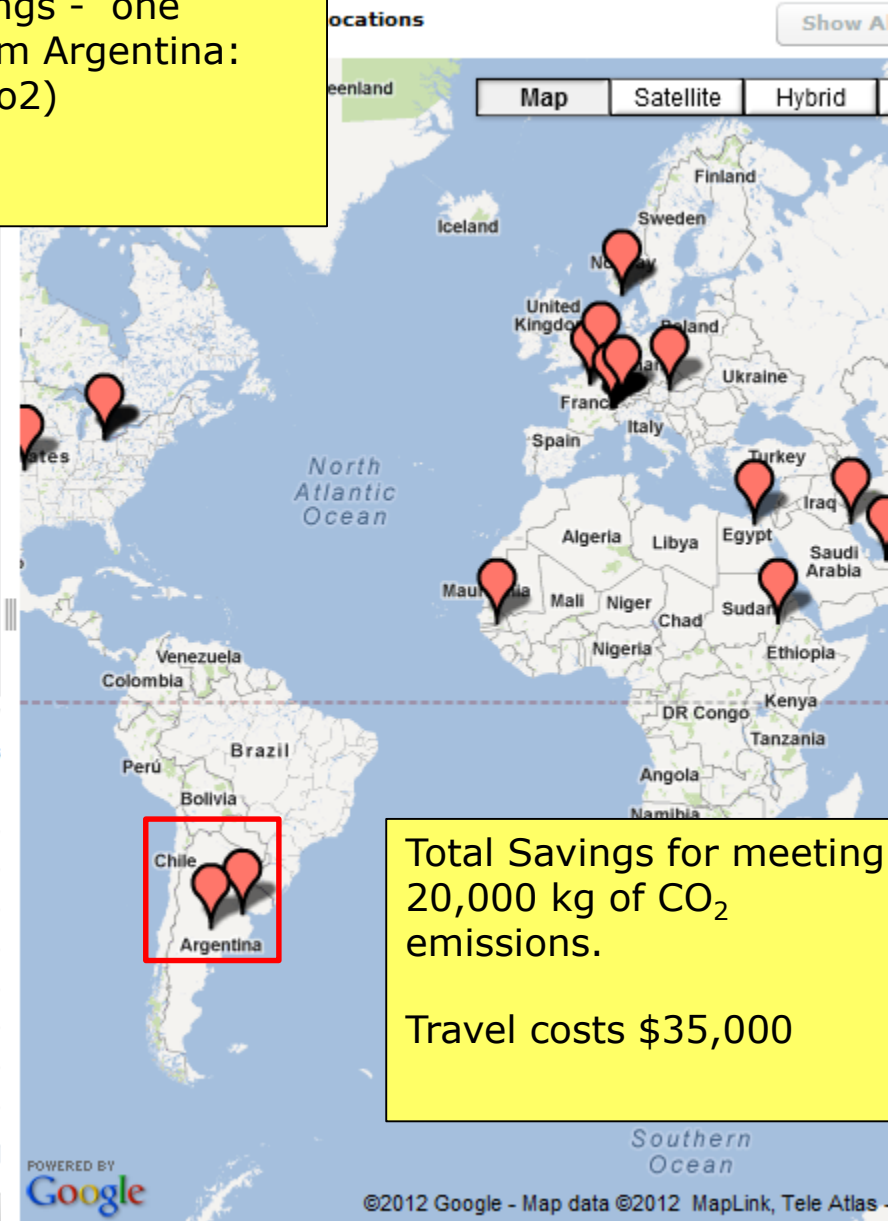 ngs - one
m Argentina:
o2)
ocations
Show Al
eenland
Map Satellite Hybrid
Finland
Iceland
Sweden
United
Poland
Ukraine
Italy
Spain
Turkey
North
Atlantic
Ocean
Iraq
Algeria Libya Egypt
Saudi
Arabia
Mali Niger Chad
Nigeria Ethiopia
Venezuela
Colombia
DR Congo Kenya
Tanzania
Brazil
Perú
Angola
Bolivia
Namibia
Chile
Argentina
Total Savings for meeting
20,000 kg of CO₂
emissions.
Travel costs $35,000
Southern
Ocean
POWERED BY
Google
©2012 Google - Map data ©2012 MapLink, Tele Atlas -